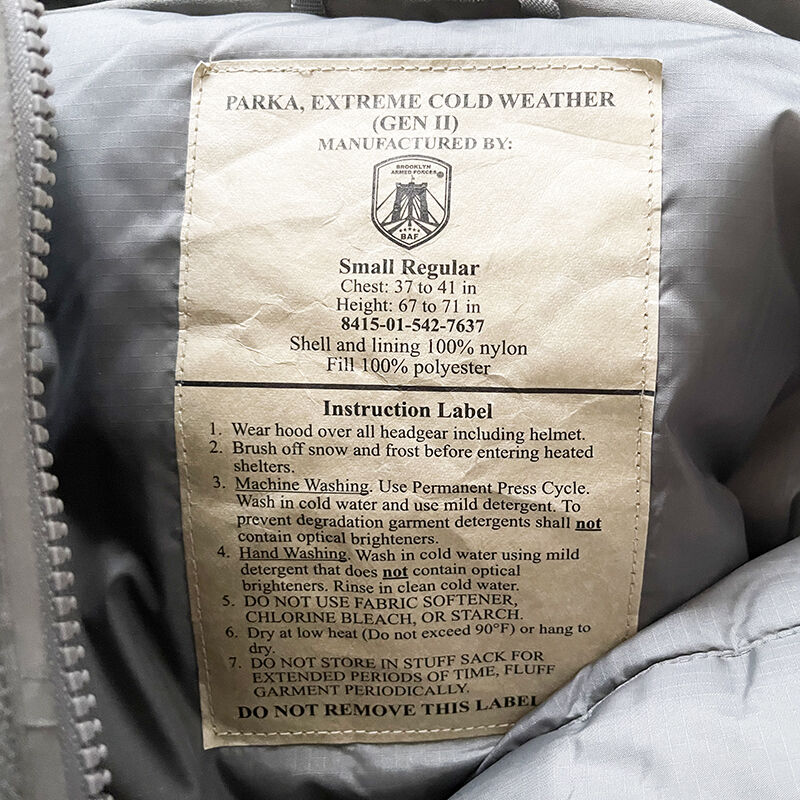 PARKA, EXTREME COLD WEATHER
(GEN II)
MANUFACTURED BY:
BROOKLYN
ARMED FORCES
BAF
Small Regular
Chest: 37 to 41 in
Height: 67 to 71 in
8415-01-542-7637
Shell and lining 100% nylon
Fill 100% polyester
Instruction Label
1. Wear hood over all headgear including helmet.
2. Brush off snow and frost before entering heated
shelters.
3. Machine Washing. Use Permanent Press Cycle.
Wash in cold water and use mild detergent. To
prevent degradation garment detergents shall not
contain optical brighteners.
4. Hand Washing. Wash in cold water using mild
detergent that does not contain optical
brighteners. Rinse in clean cold water.
5. DO NOT USE FABRIC SOFTENER,
CHLORINE BLEACH, OR STARCH.
6. Dry at low heat (Do not exceed 90°F) or hang to
dry.
7. DO NOT STORE IN STUFF SACK FOR
EXTENDED PERIODS OF TIME, FLUFF
GARMENT PERIODICALLY.
DO NOT REMOVE THIS LABEL